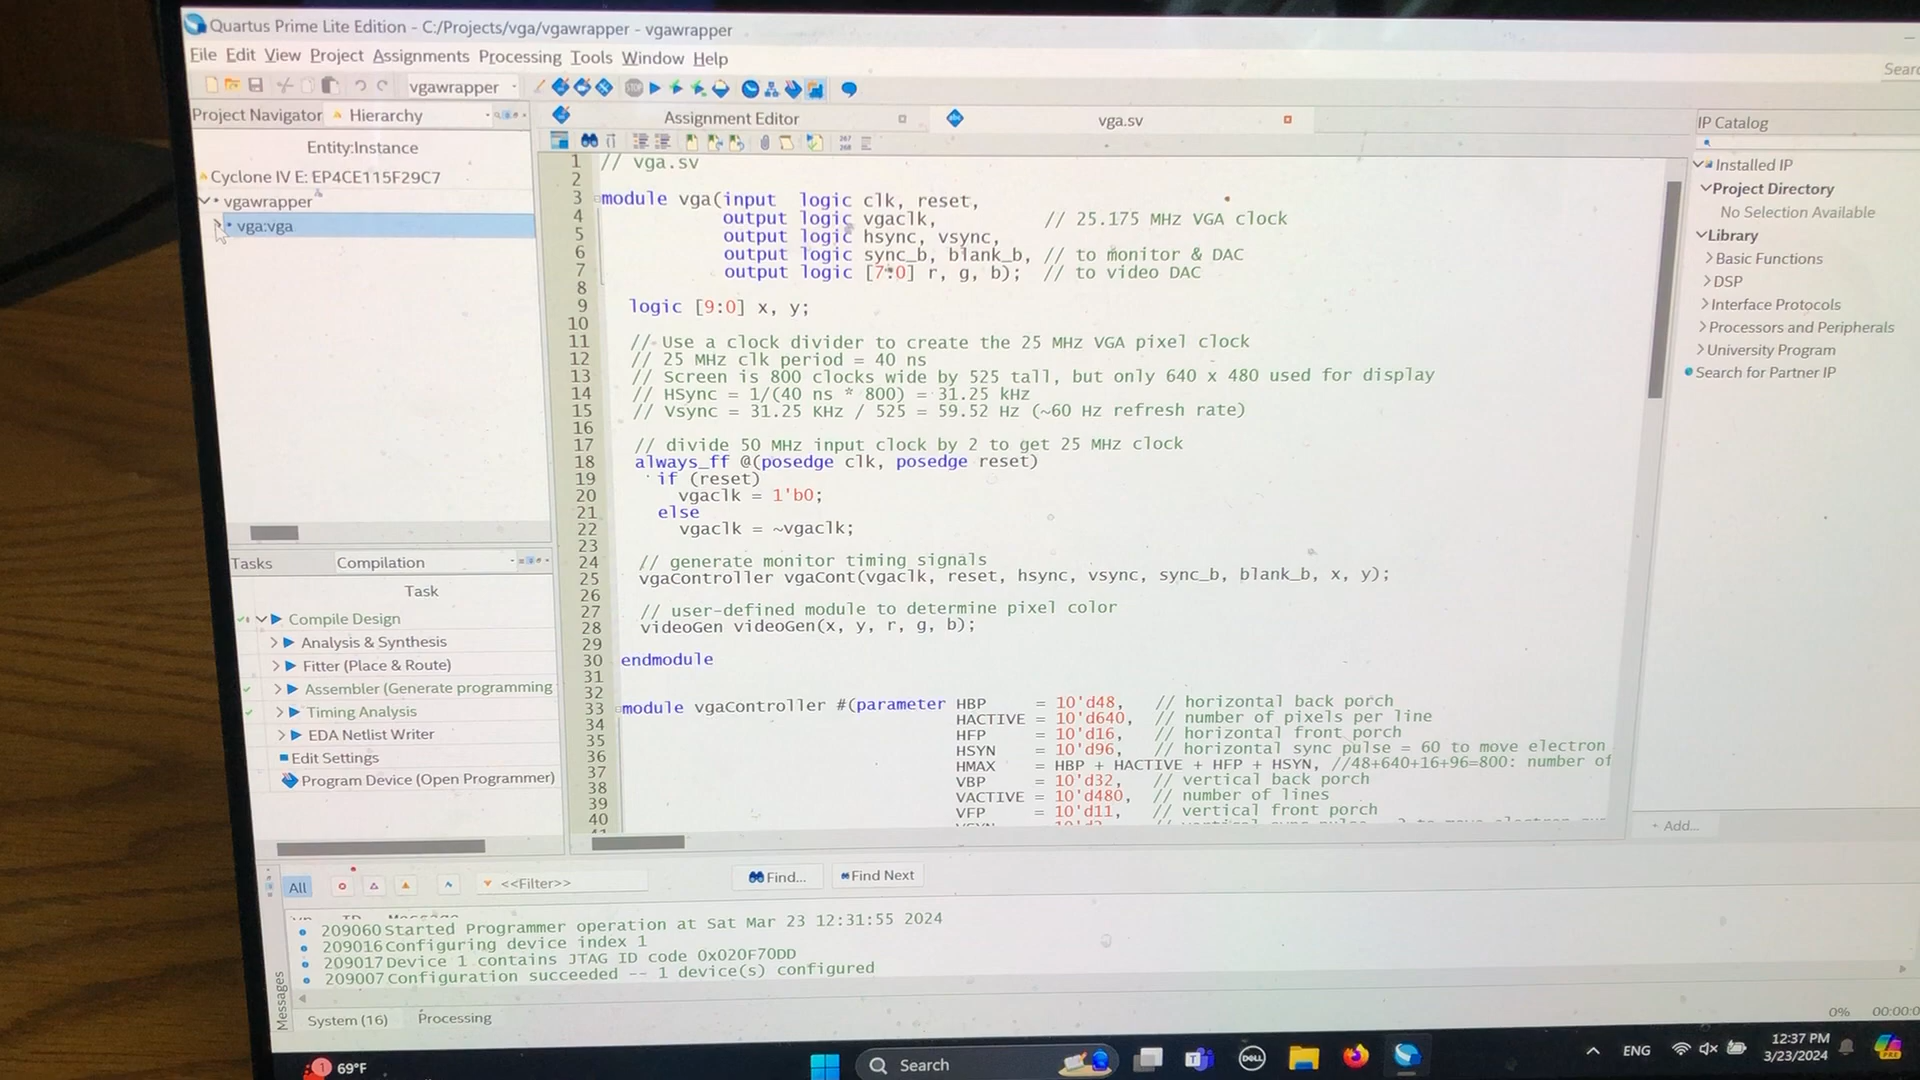 Quartus Prime Lite Edition - C:/Projects/vga/vgawrapper - vgawrapper
File Edit View Project Assignments Processing Tools Window Help
vgawrapper
Project Navigator Hierarchy
Entity:Instance
Cyclone IV E: EP4CE115F29C7
vgawrapper
vga:vga
Tasks Compilation
Task
Compile Design
Analysis & Synthesis
Fitter (Place & Route)
Assembler (Generate programming
Timing Analysis
EDA Netlist Writer
Edit Settings
Program Device (Open Programmer)
Assignment Editor
vga.sv
1 // vga.sv
2
3 module vga(input logic clk, reset,
4 output logic vgaclk, // 25.175 MHz VGA clock
5 output logic hsync, vsync,
6 output logic sync_b, blank_b, // to monitor & DAC
7 output logic [7:0] r, g, b); // to video DAC
8
9 logic [9:0] x, y;
10
11 // Use a clock divider to create the 25 MHz VGA pixel clock
12 // 25 MHz clk period = 40 ns
13 // Screen is 800 clocks wide by 525 tall, but only 640 x 480 used for display
14 // HSync = 1/(40 ns * 800) = 31.25 kHz
15 // Vsync = 31.25 KHz / 525 = 59.52 Hz (~60 Hz refresh rate)
16
17 // divide 50 MHz input clock by 2 to get 25 MHz clock
18 always_ff @(posedge clk, posedge reset)
19 if (reset)
20 vgaclk = 1'b0;
21 else
22 vgaclk = ~vgaclk;
23
24 // generate monitor timing signals
25 vgaController vgaCont(vgaclk, reset, hsync, vsync, sync_b, blank_b, x, y);
26
27 // user-defined module to determine pixel color
28 videoGen videoGen(x, y, r, g, b);
29
30 endmodule
31
32
33 module vgaController #(parameter HBP = 10'd48, // horizontal back porch
34 HACTIVE = 10'd640, // number of pixels per line
35 HFP = 10'd16, // horizontal front porch
36 HSYN = 10'd96, // horizontal sync pulse = 60 to move electron
37 HMAX = HBP + HACTIVE + HFP + HSYN, //48+640+16+96=800: number of
38 VBP = 10'd32, // vertical back porch
39 VACTIVE = 10'd480, // number of lines
40 VFP = 10'd11, // vertical front porch
Sear
IP Catalog
Installed IP
Project Directory
No Selection Available
Library
Basic Functions
DSP
Interface Protocols
Processors and Peripherals
University Program
Search for Partner IP
+ Add...
All
<<Filter>>
Find...
Find Next
209060 Started Programmer operation at Sat Mar 23 12:31:55 2024
209016 Configuring device index 1
209017 Device 1 contains JTAG ID code 0x020F70DD
209007 Configuration succeeded -- 1 device(s) configured
Messages
System (16) Processing
0% 00:00:0
1 69°F
Search
DELL
ENG
12:37 PM
3/23/2024
PRE